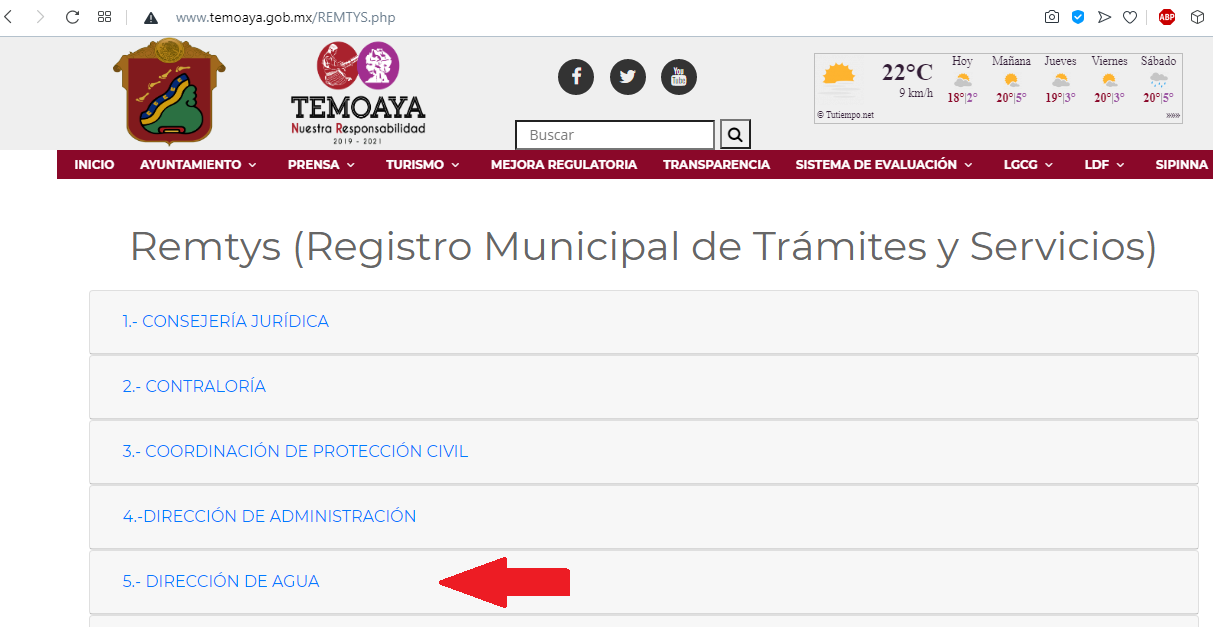 www.temoaya.gob.mx/REMTYS.php
ABP
TEMOAYA
Nuestra Responsabilidad
2019 - 2021
You
Tube
Buscar
22°C
9 km/h
© Tutiempo.net
Hoy
18°|2°
Mañana
20°|5°
Jueves
19°|3°
Viernes
20°|3°
Sábado
20°|5°
»»»
INICIO AYUNTAMIENTO PRENSA TURISMO MEJORA REGULATORIA TRANSPARENCIA SISTEMA DE EVALUACIÓN LGCG LDF SIPINNA
Remtys (Registro Municipal de Trámites y Servicios)
1.- CONSEJERÍA JURÍDICA
2.- CONTRALORÍA
3.- COORDINACIÓN DE PROTECCIÓN CIVIL
4.-DIRECCIÓN DE ADMINISTRACIÓN
5.- DIRECCIÓN DE AGUA